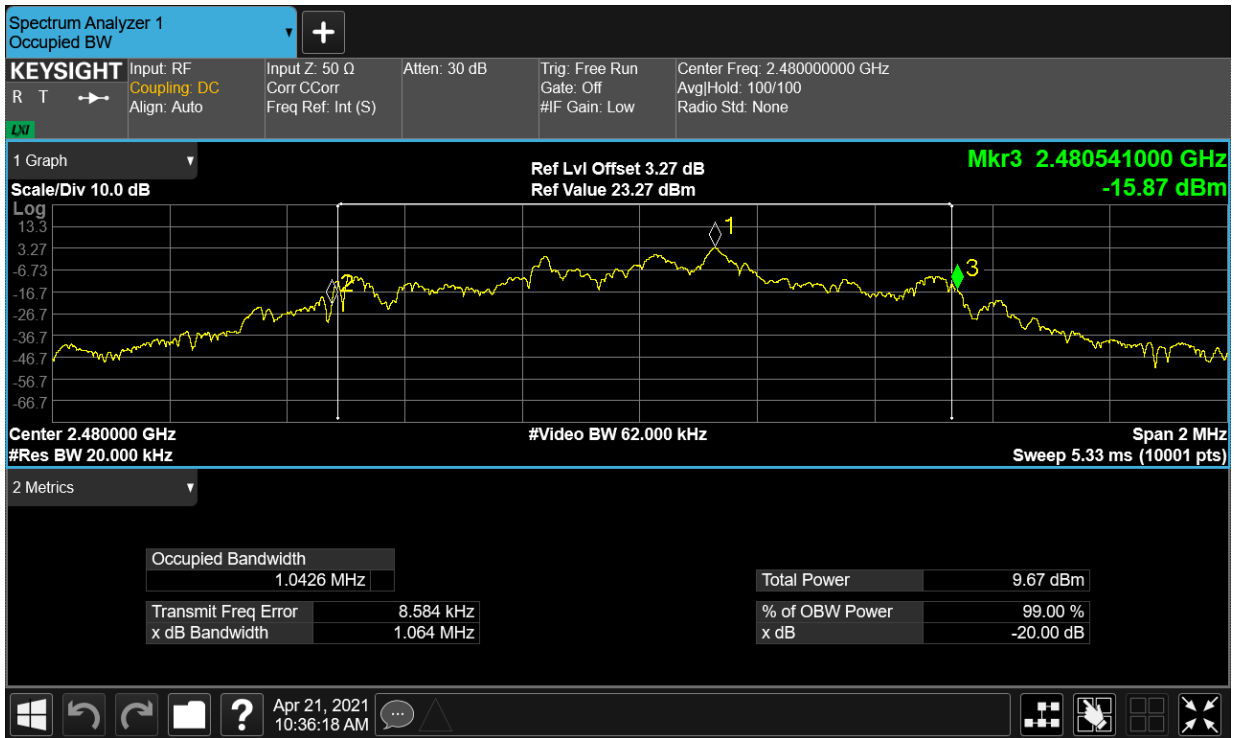 Spectrum Analyzer 1
Occupied BW
KEYSIGHT
R T
LXI
Input: RF
Coupling: DC
Align: Auto
Input Z: 50 Ω
Corr CCorr
Freq Ref: Int (S)
Atten: 30 dB
Trig: Free Run
Gate: Off
#IF Gain: Low
Center Freq: 2.480000000 GHz
Avg|Hold: 100/100
Radio Std: None
1 Graph
Scale/Div 10.0 dB
Ref Lvl Offset 3.27 dB
Ref Value 23.27 dBm
Mkr3 2.480541000 GHz
-15.87 dBm
Log
13.3
3.27
-6.73
-16.7
-26.7
-36.7
-46.7
-56.7
-66.7
1
2
3
Center 2.480000 GHz
#Res BW 20.000 kHz
#Video BW 62.000 kHz
Span 2 MHz
Sweep 5.33 ms (10001 pts)
2 Metrics
Occupied Bandwidth
1.0426 MHz
Transmit Freq Error 8.584 kHz
x dB Bandwidth 1.064 MHz
Total Power 9.67 dBm
% of OBW Power 99.00 %
x dB -20.00 dB
?
Apr 21, 2021
10:36:18 AM